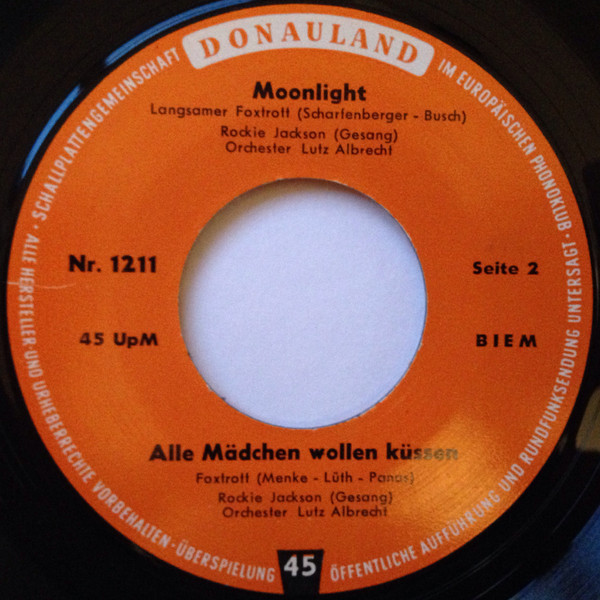 DONAULAND
SCHALLPLATTENGEMEINSCHAFT
IM EUROPÄISCHEN PHONOKLUB ·
Moonlight
Langsamer Foxtrott (Scharfenberger - Busch)
Rockie Jackson (Gesang)
Orchester Lutz Albrecht
Nr. 1211
Seite 2
45 UpM
BIEM
Alle Mädchen wollen küssen
Foxtrott (Menke - Lüth - Panas)
Rockie Jackson (Gesang)
Orchester Lutz Albrecht
· ALLE HERSTELLER- UND URHEBERRECHTE VORBEHALTEN · ÜBERSPIELUNG
45
ÖFFENTLICHE AUFFÜHRUNG UND RUNDFUNKSENDUNG UNTERSAGT ·